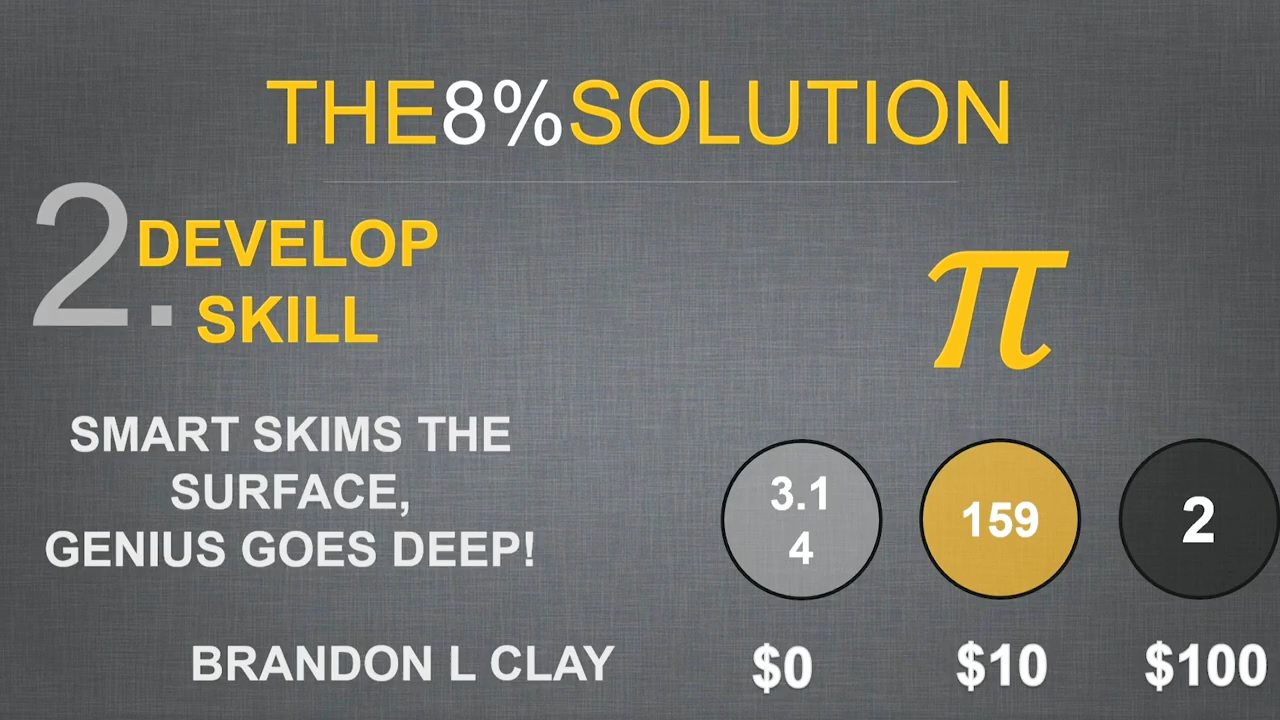 THE8%SOLUTION
2.
DEVELOP
SKILL
π
SMART SKIMS THE
SURFACE,
GENIUS GOES DEEP!
3.1
4
159
2
BRANDON L CLAY
$0
$10
$100